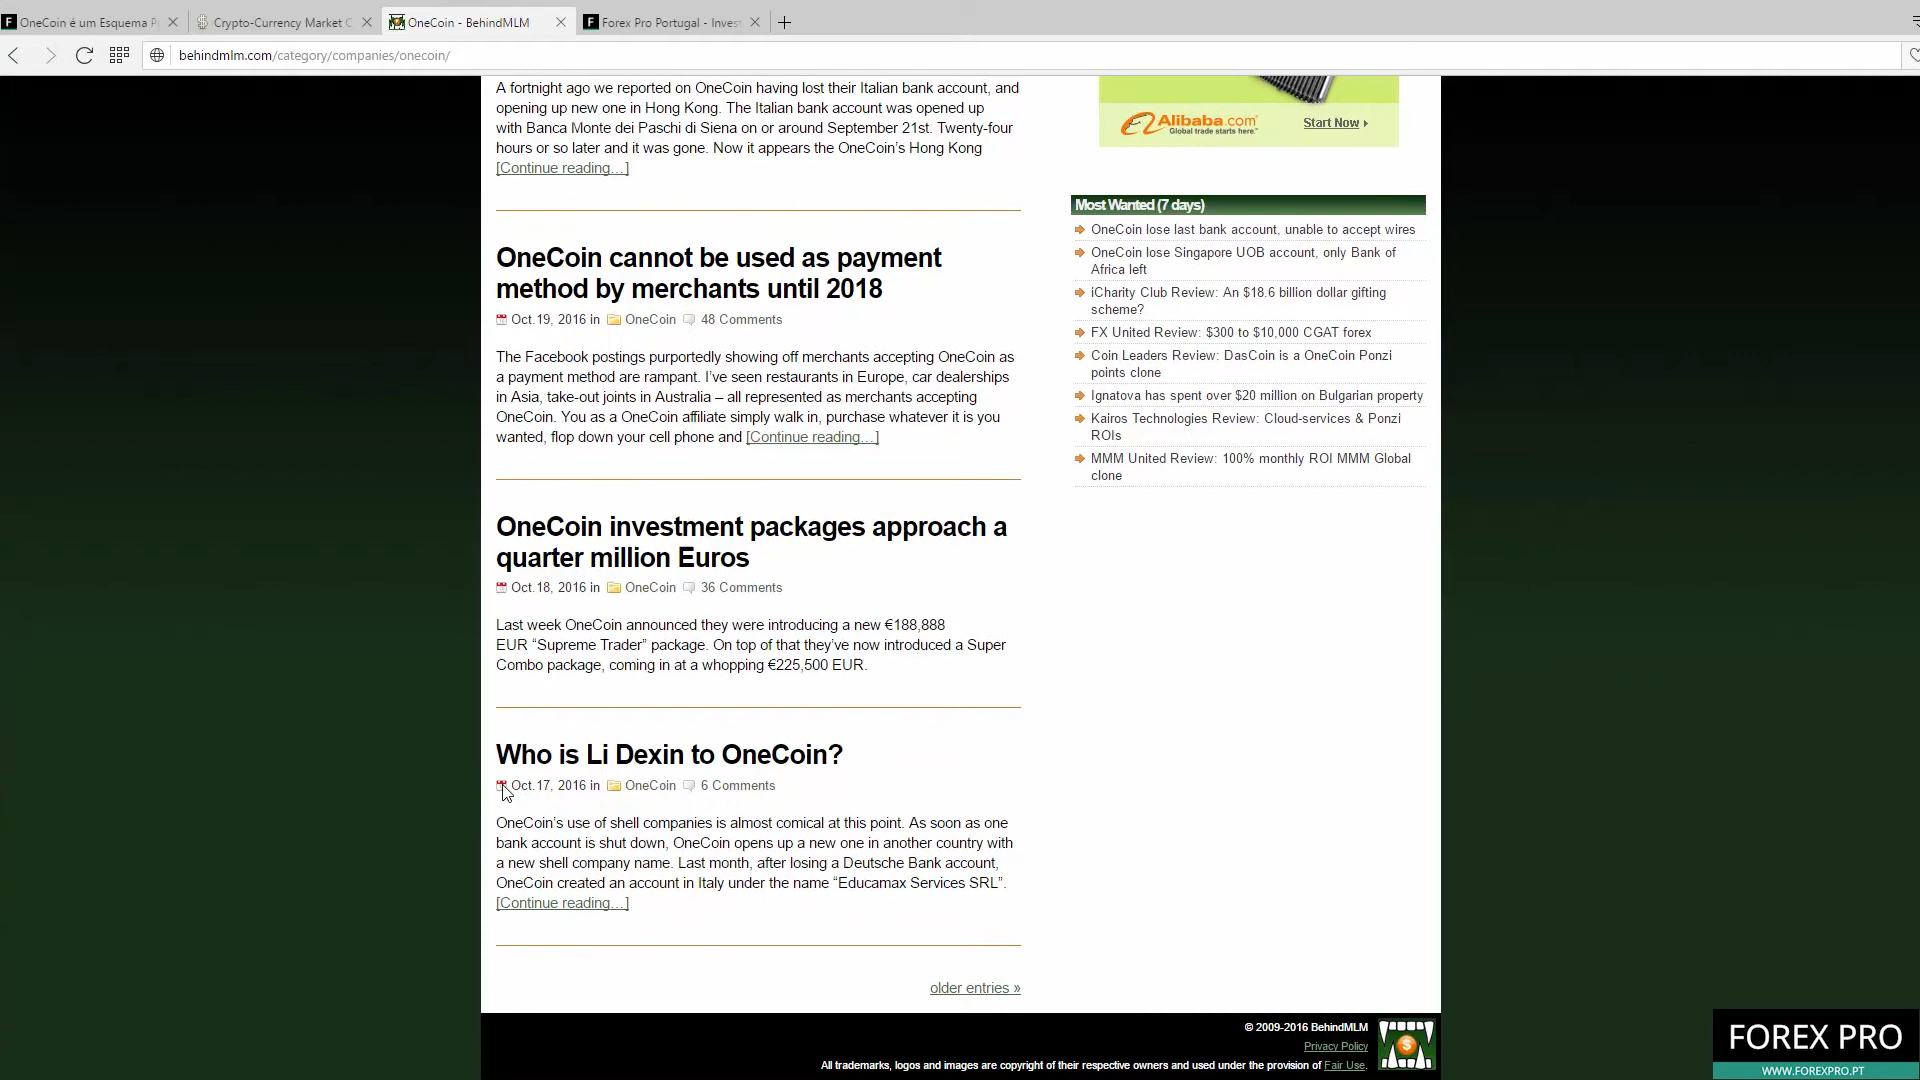 OneCoin é um Esquema P
Crypto-Currency Market C
OneCoin - BehindMLM
Forex Pro Portugal - Inves
behindmlm.com/category/companies/onecoin/
A fortnight ago we reported on OneCoin having lost their Italian bank account, and
opening up new one in Hong Kong. The Italian bank account was opened up
with Banca Monte dei Paschi di Siena on or around September 21st. Twenty-four
hours or so later and it was gone. Now it appears the OneCoin’s Hong Kong
[Continue reading…]
OneCoin cannot be used as payment
method by merchants until 2018
Oct.19, 2016 in OneCoin 48 Comments
The Facebook postings purportedly showing off merchants accepting OneCoin as
a payment method are rampant. I’ve seen restaurants in Europe, car dealerships
in Asia, take-out joints in Australia – all represented as merchants accepting
OneCoin. You as a OneCoin affiliate simply walk in, purchase whatever it is you
wanted, flop down your cell phone and [Continue reading…]
OneCoin investment packages approach a
quarter million Euros
Oct.18, 2016 in OneCoin 36 Comments
Last week OneCoin announced they were introducing a new €188,888
EUR “Supreme Trader” package. On top of that they’ve now introduced a Super
Combo package, coming in at a whopping €225,500 EUR.
Who is Li Dexin to OneCoin?
Oct.17, 2016 in OneCoin 6 Comments
OneCoin’s use of shell companies is almost comical at this point. As soon as one
bank account is shut down, OneCoin opens up a new one in another country with
a new shell company name. Last month, after losing a Deutsche Bank account,
OneCoin created an account in Italy under the name “Educamax Services SRL”.
[Continue reading…]
older entries »
Alibaba.com
Global trade starts here.™
Start Now
Most Wanted (7 days)
OneCoin lose last bank account, unable to accept wires
OneCoin lose Singapore UOB account, only Bank of
Africa left
iCharity Club Review: An $18.6 billion dollar gifting
scheme?
FX United Review: $300 to $10,000 CGAT forex
Coin Leaders Review: DasCoin is a OneCoin Ponzi
points clone
Ignatova has spent over $20 million on Bulgarian property
Kairos Technologies Review: Cloud-services & Ponzi
ROIs
MMM United Review: 100% monthly ROI MMM Global
clone
© 2009-2016 BehindMLM
Privacy Policy
All trademarks, logos and images are copyright of their respective owners and used under the provision of Fair Use.
FOREX PRO
WWW.FOREXPRO.PT